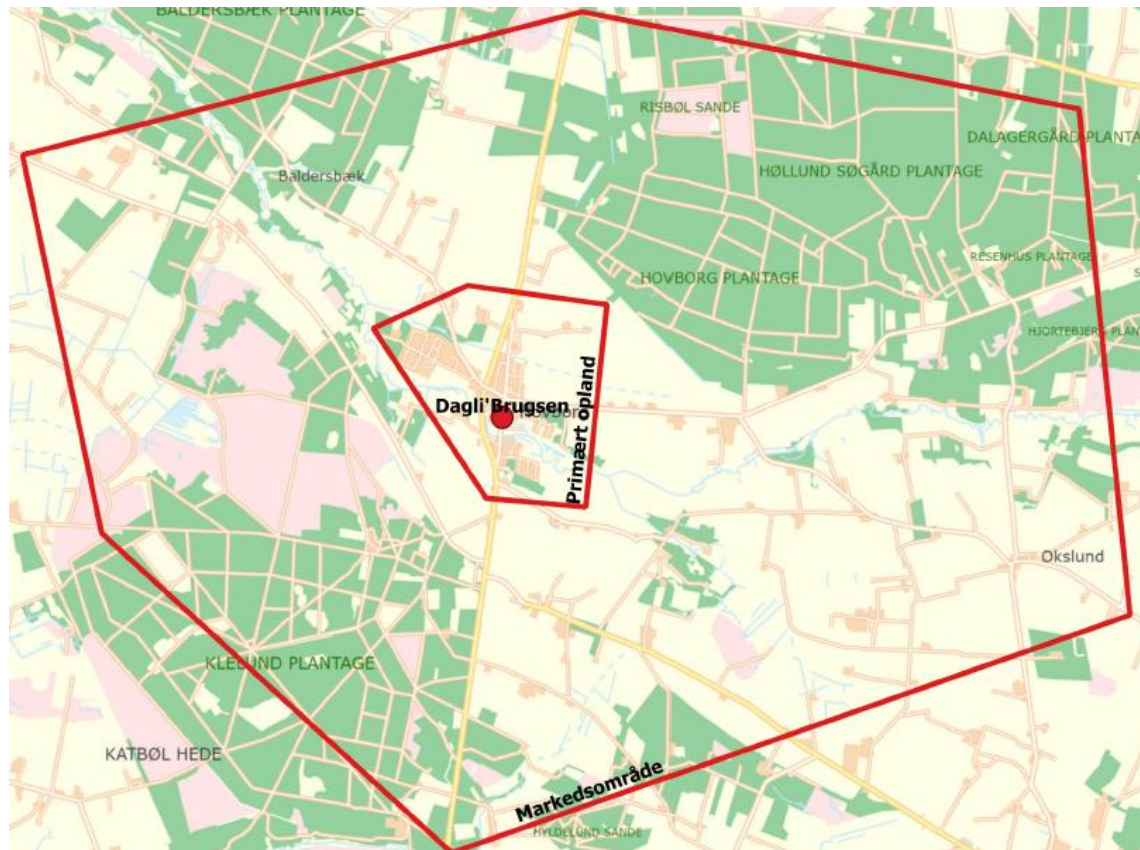 BALDERSBÆK PLANTAGE
RISBØL SANDE
DALAGERGÅRD PLANTA
HØLLUND SØGÅRD PLANTAGE
Baldersbæk
RESENHUS PLANTAGE
S
HOVBORG PLANTAGE
HJORTEBJERG PLAN
Primært opland
Dagli'Brugsen
Okslund
KLELUND PLANTAGE
KATBØL HEDE
Markedsområde
HYLDELUND SANDE